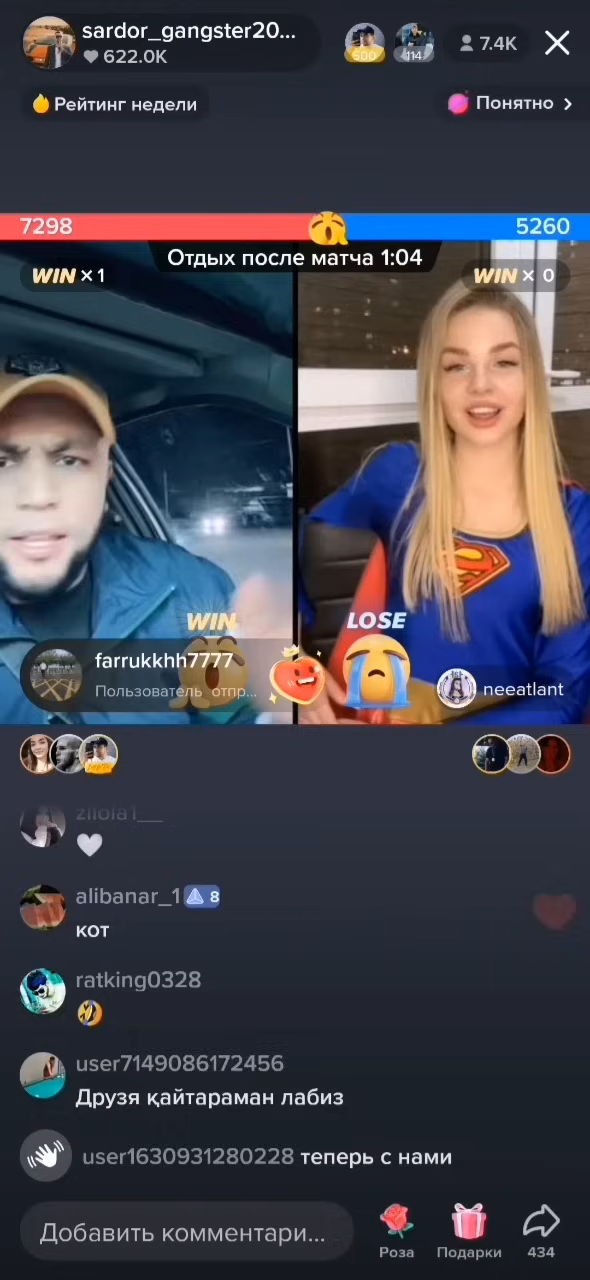 sardor_gangster20...
622.0K
500
114
7.4K
Рейтинг недели
Понятно
7298
5260
Отдых после матча 1:04
WIN × 1
WIN × 0
WIN
LOSE
farrukkhh7777
Пользователь отпр...
neeatlant
zilola1___
alibanar_1 8
кот
ratking0328
user7149086172456
Друзя қайтараман лабиз
user1630931280228 теперь с нами
Добавить комментари...
Роза
Подарки
434